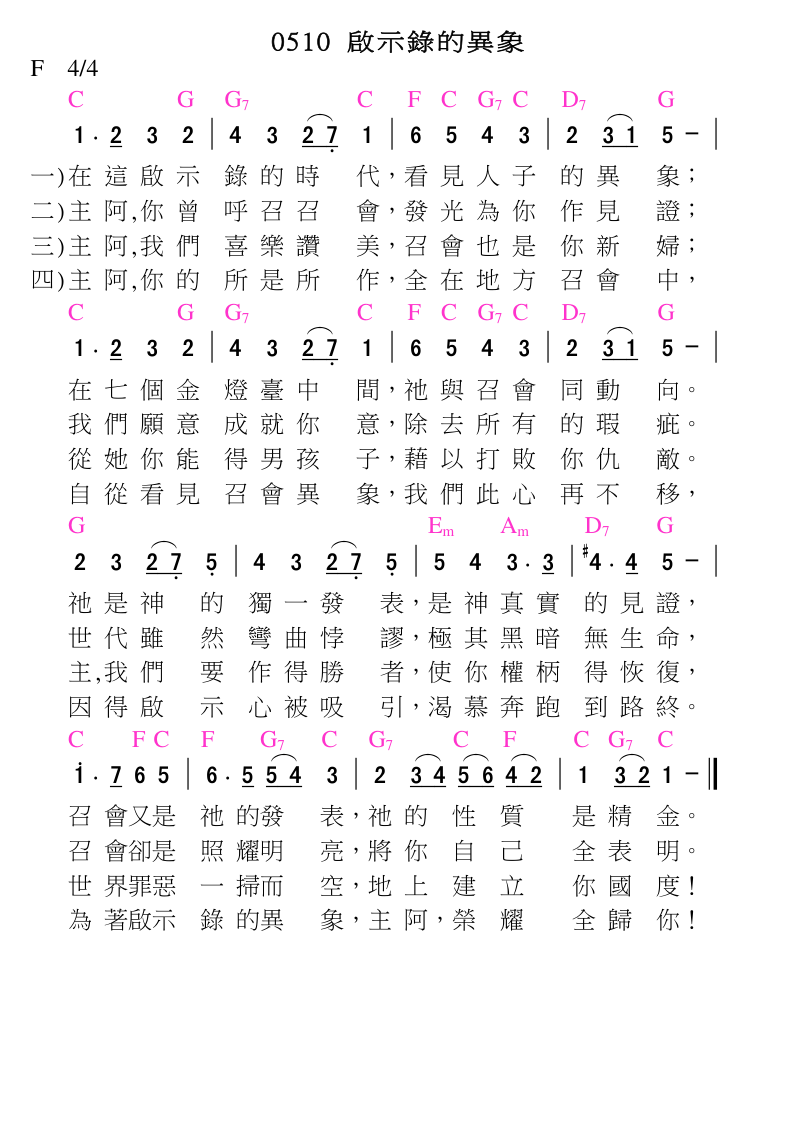 0510 啟示錄的異象
F 4/4
C G G7 C F C G7 C D7 G
1 . 2 3 2 | 4 3 2 7 1 | 6 5 4 3 | 2 3 1 5 − |
一)在這啟示錄的時代，看見人子的異象；
二)主阿,你曾呼召召會，發光為你作見證；
三)主阿,我們喜樂讚美，召會也是你新婦；
四)主阿,你的所是所作，全在地方召會中，
C G G7 C F C G7 C D7 G
1 . 2 3 2 | 4 3 2 7 1 | 6 5 4 3 | 2 3 1 5 − |
在七個金燈臺中間，祂與召會同動向。
我們願意成就你意，除去所有的瑕疵。
從她你能得男孩子，藉以打敗你仇敵。
自從看見召會異象，我們此心再不移，
G Em Am D7 G
2 3 2 7 5 | 4 3 2 7 5 | 5 4 3 . 3 | #4 . 4 5 − |
祂是神的獨一發表，是神真實的見證，
世代雖然彎曲悖謬，極其黑暗無生命，
主,我們要作得勝者，使你權柄得恢復，
因得啟示心被吸引，渴慕奔跑到路終。
C F C F G7 C G7 C F C G7 C
1 . 7 6 5 | 6 . 5 5 4 3 | 2 3 4 5 6 4 2 | 1 3 2 1 − ||
召會又是祂的發表，祂的性質是精金。
召會卻是照耀明亮，將你自己全表明。
世界罪惡一掃而空，地上建立你國度！
為著啟示錄的異象，主阿，榮耀全歸你！